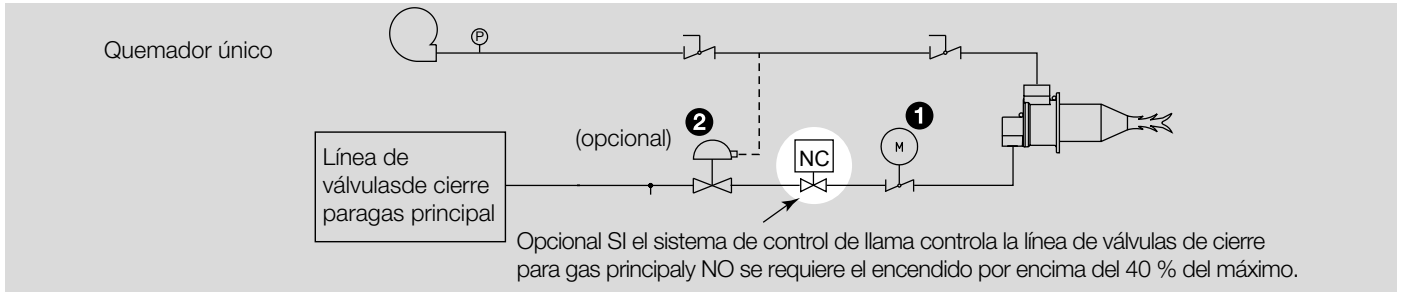 Quemador único
P
(opcional)
2
1
NC
M
Línea de
válvulasde cierre
paragas principal
Opcional SI el sistema de control de llama controla la línea de válvulas de cierre
para gas principaly NO se requiere el encendido por encima del 40 % del máximo.